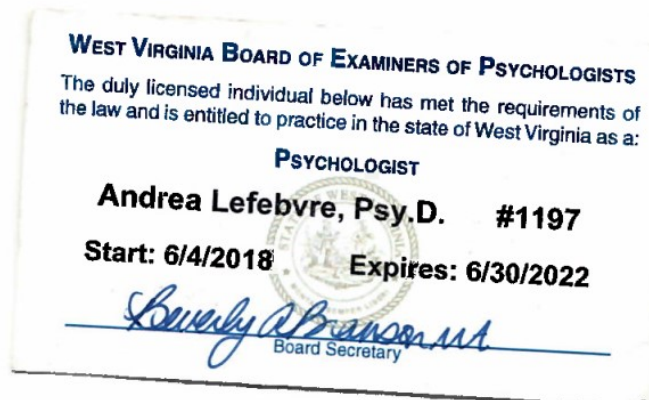 WEST VIRGINIA BOARD OF EXAMINERS OF PSYCHOLOGISTS
The duly licensed individual below has met the requirements of
the law and is entitled to practice in the state of West Virginia as a:
PSYCHOLOGIST
Andrea Lefebvre, Psy.D. #1197
Start: 6/4/2018 Expires: 6/30/2022
Beverly A Branson
Board Secretary